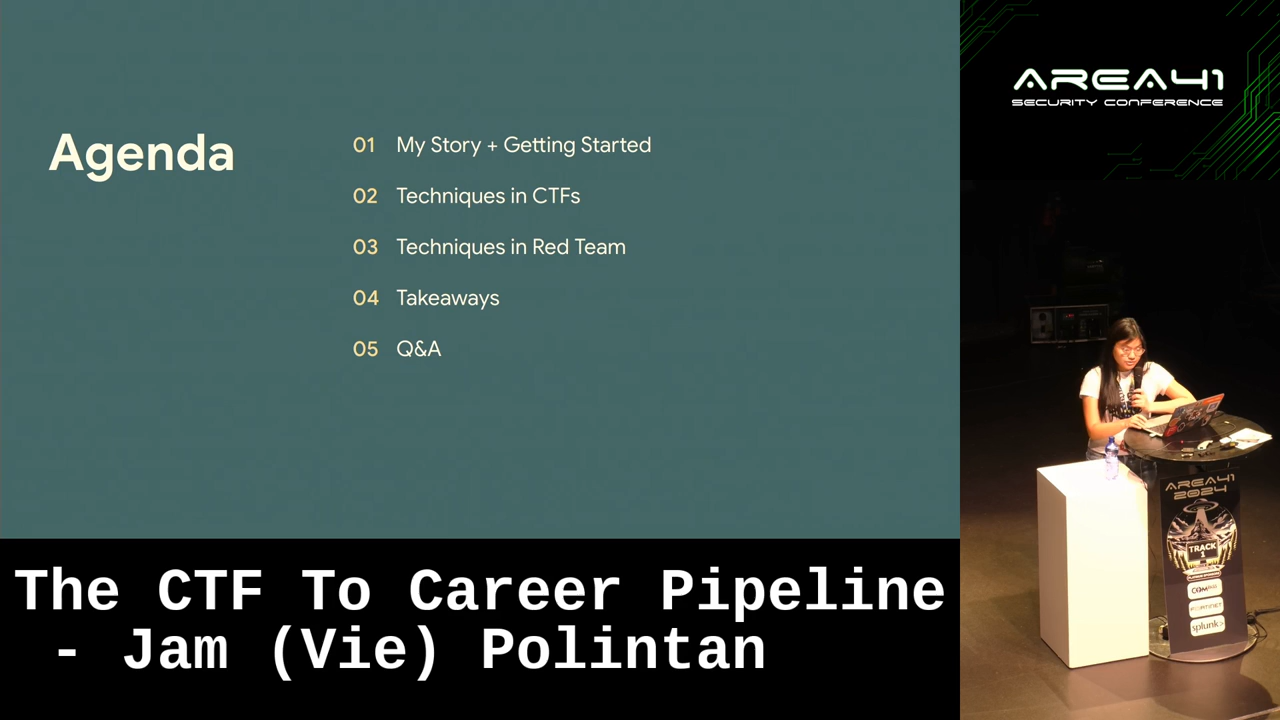 Agenda
01 My Story + Getting Started
02 Techniques in CTFs
03 Techniques in Red Team
04 Takeaways
05 Q&A
The CTF To Career Pipeline
- Jam (Vie) Polintan
AREA41
SECURITY CONFERENCE
AREA41
2024
TRACK
1
FORTINET
splunk>